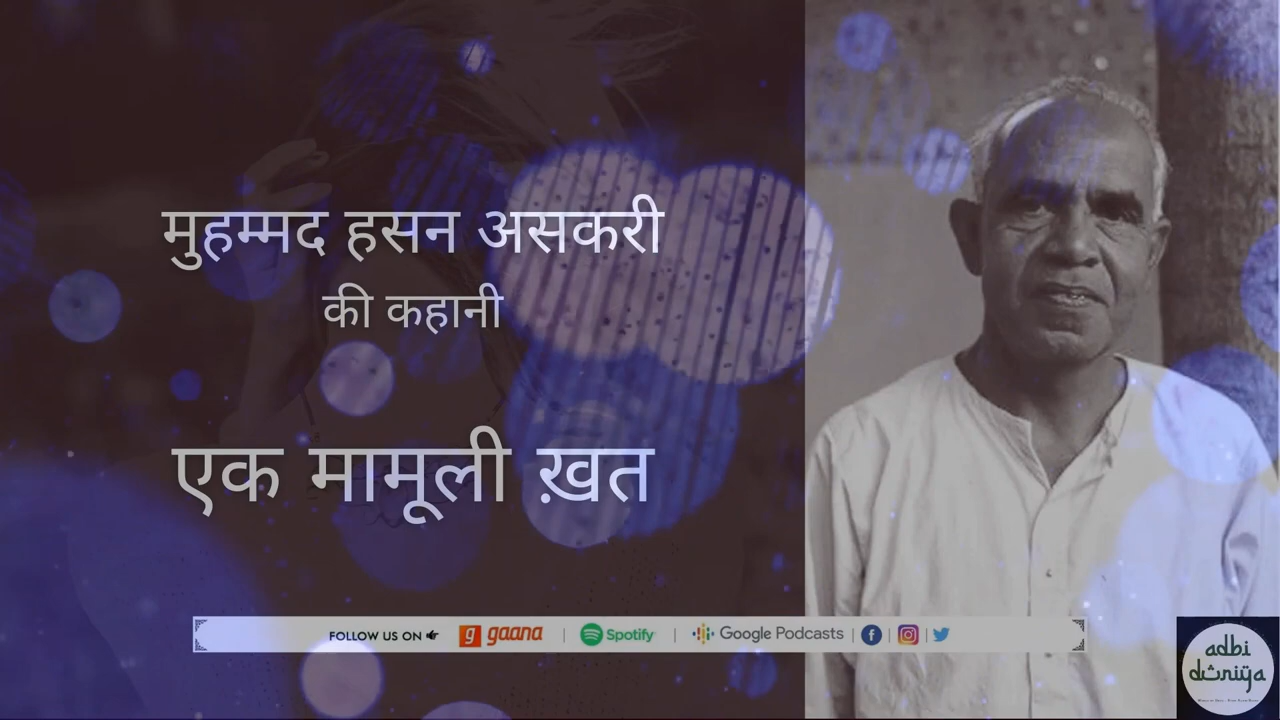 मुहम्मद हसन असकरी
की कहानी
एक मामूली ख़त
FOLLOW US ON gaana | Spotify | Google Podcasts | | |
adbi
duniya